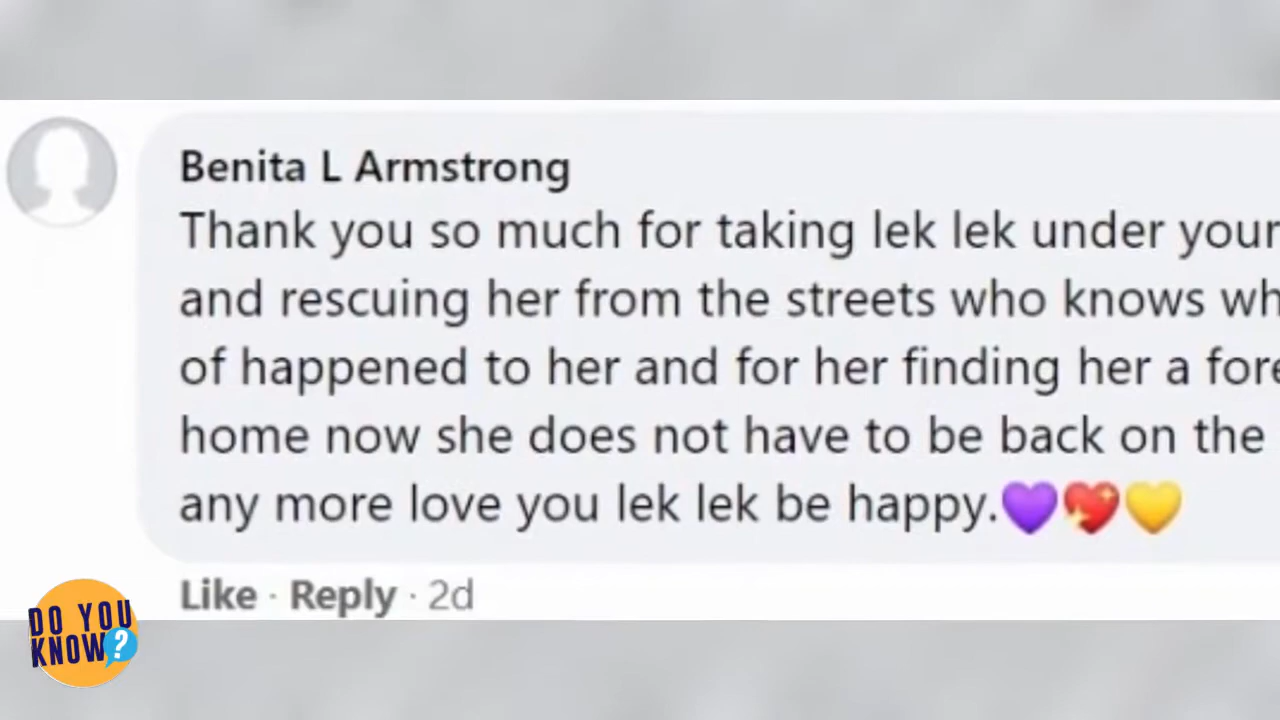 Benita L Armstrong
Thank you so much for taking lek lek under your
and rescuing her from the streets who knows wh
of happened to her and for her finding her a fore
home now she does not have to be back on the
any more love you lek lek be happy.💜💖💛
Like · Reply · 2d
DO YOU
KNOW?